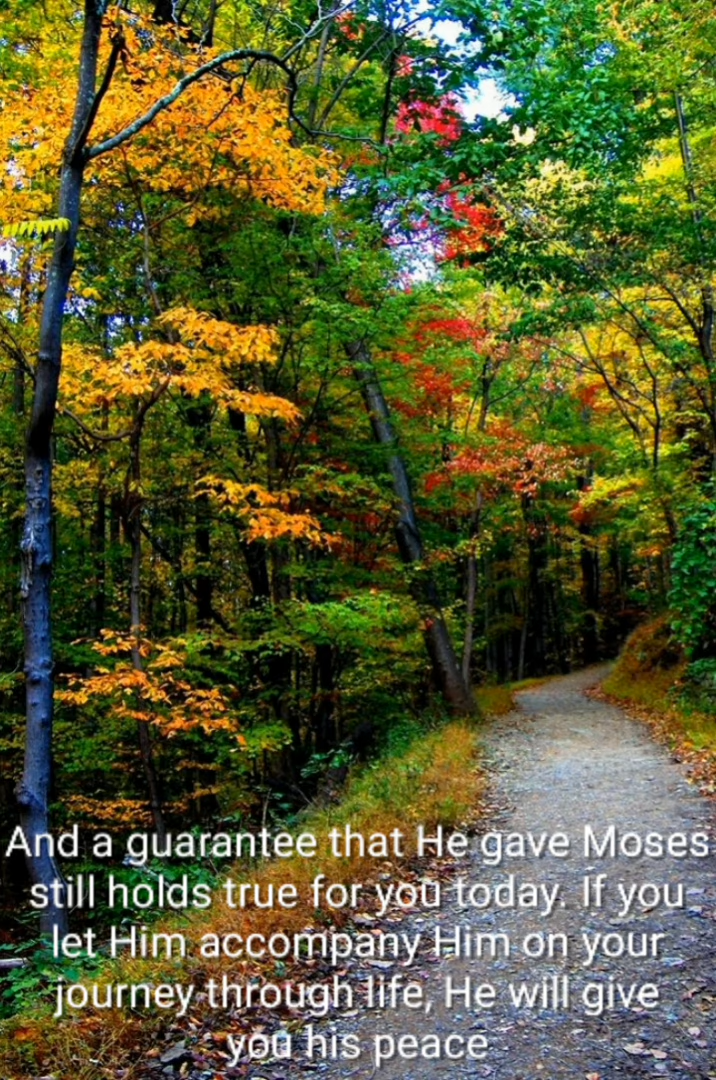 And a guarantee that He gave Moses
still holds true for you today. If you
let Him accompany Him on your
journey through life, He will give
you his peace